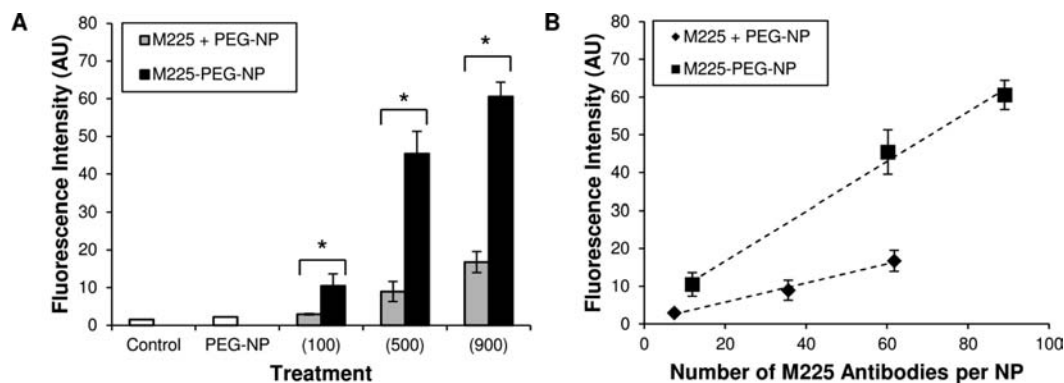 A
Fluorescence Intensity (AU)
80
70
60
50
40
30
20
10
0
M225 + PEG-NP
M225-PEG-NP
*
*
*
Control PEG-NP (100) (500) (900)
Treatment
B
Fluorescence Intensity (AU)
80
70
60
50
40
30
20
10
0
M225 + PEG-NP
M225-PEG-NP
0 20 40 60 80 100
Number of M225 Antibodies per NP